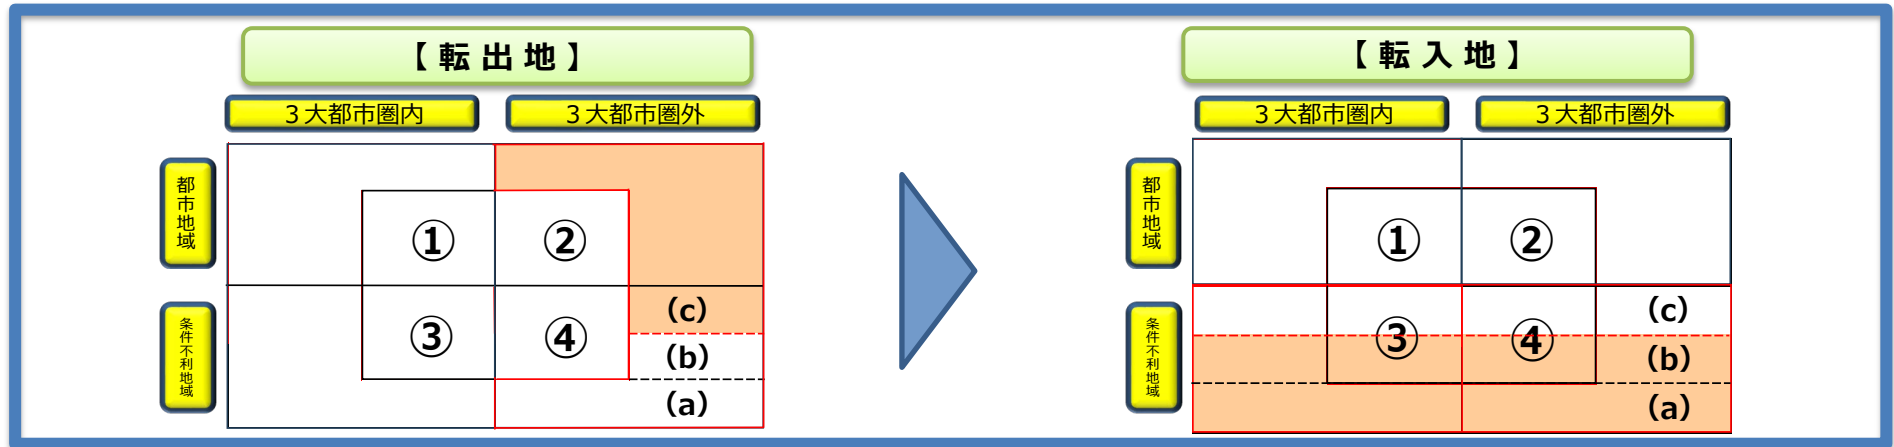 【 転 出 地 】
３大都市圏内
３大都市圏外
都市地域
①
②
条件不利地域
③
④
（c）
（b）
（a）
【 転 入 地 】
３大都市圏内
３大都市圏外
都市地域
①
②
条件不利地域
③
④
（c）
（b）
（a）